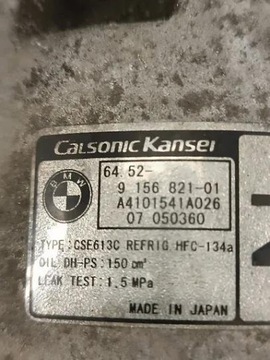 CALSONIC KANSEI
BMW
64 52-
9 156 821-01
A4101541A026
07 050360
TYPE:CSE613C REFRIG HFC-134a
OIL:DH-PS:150 cm³
LEAK TEST:1.5 MPa
MADE IN JAPAN